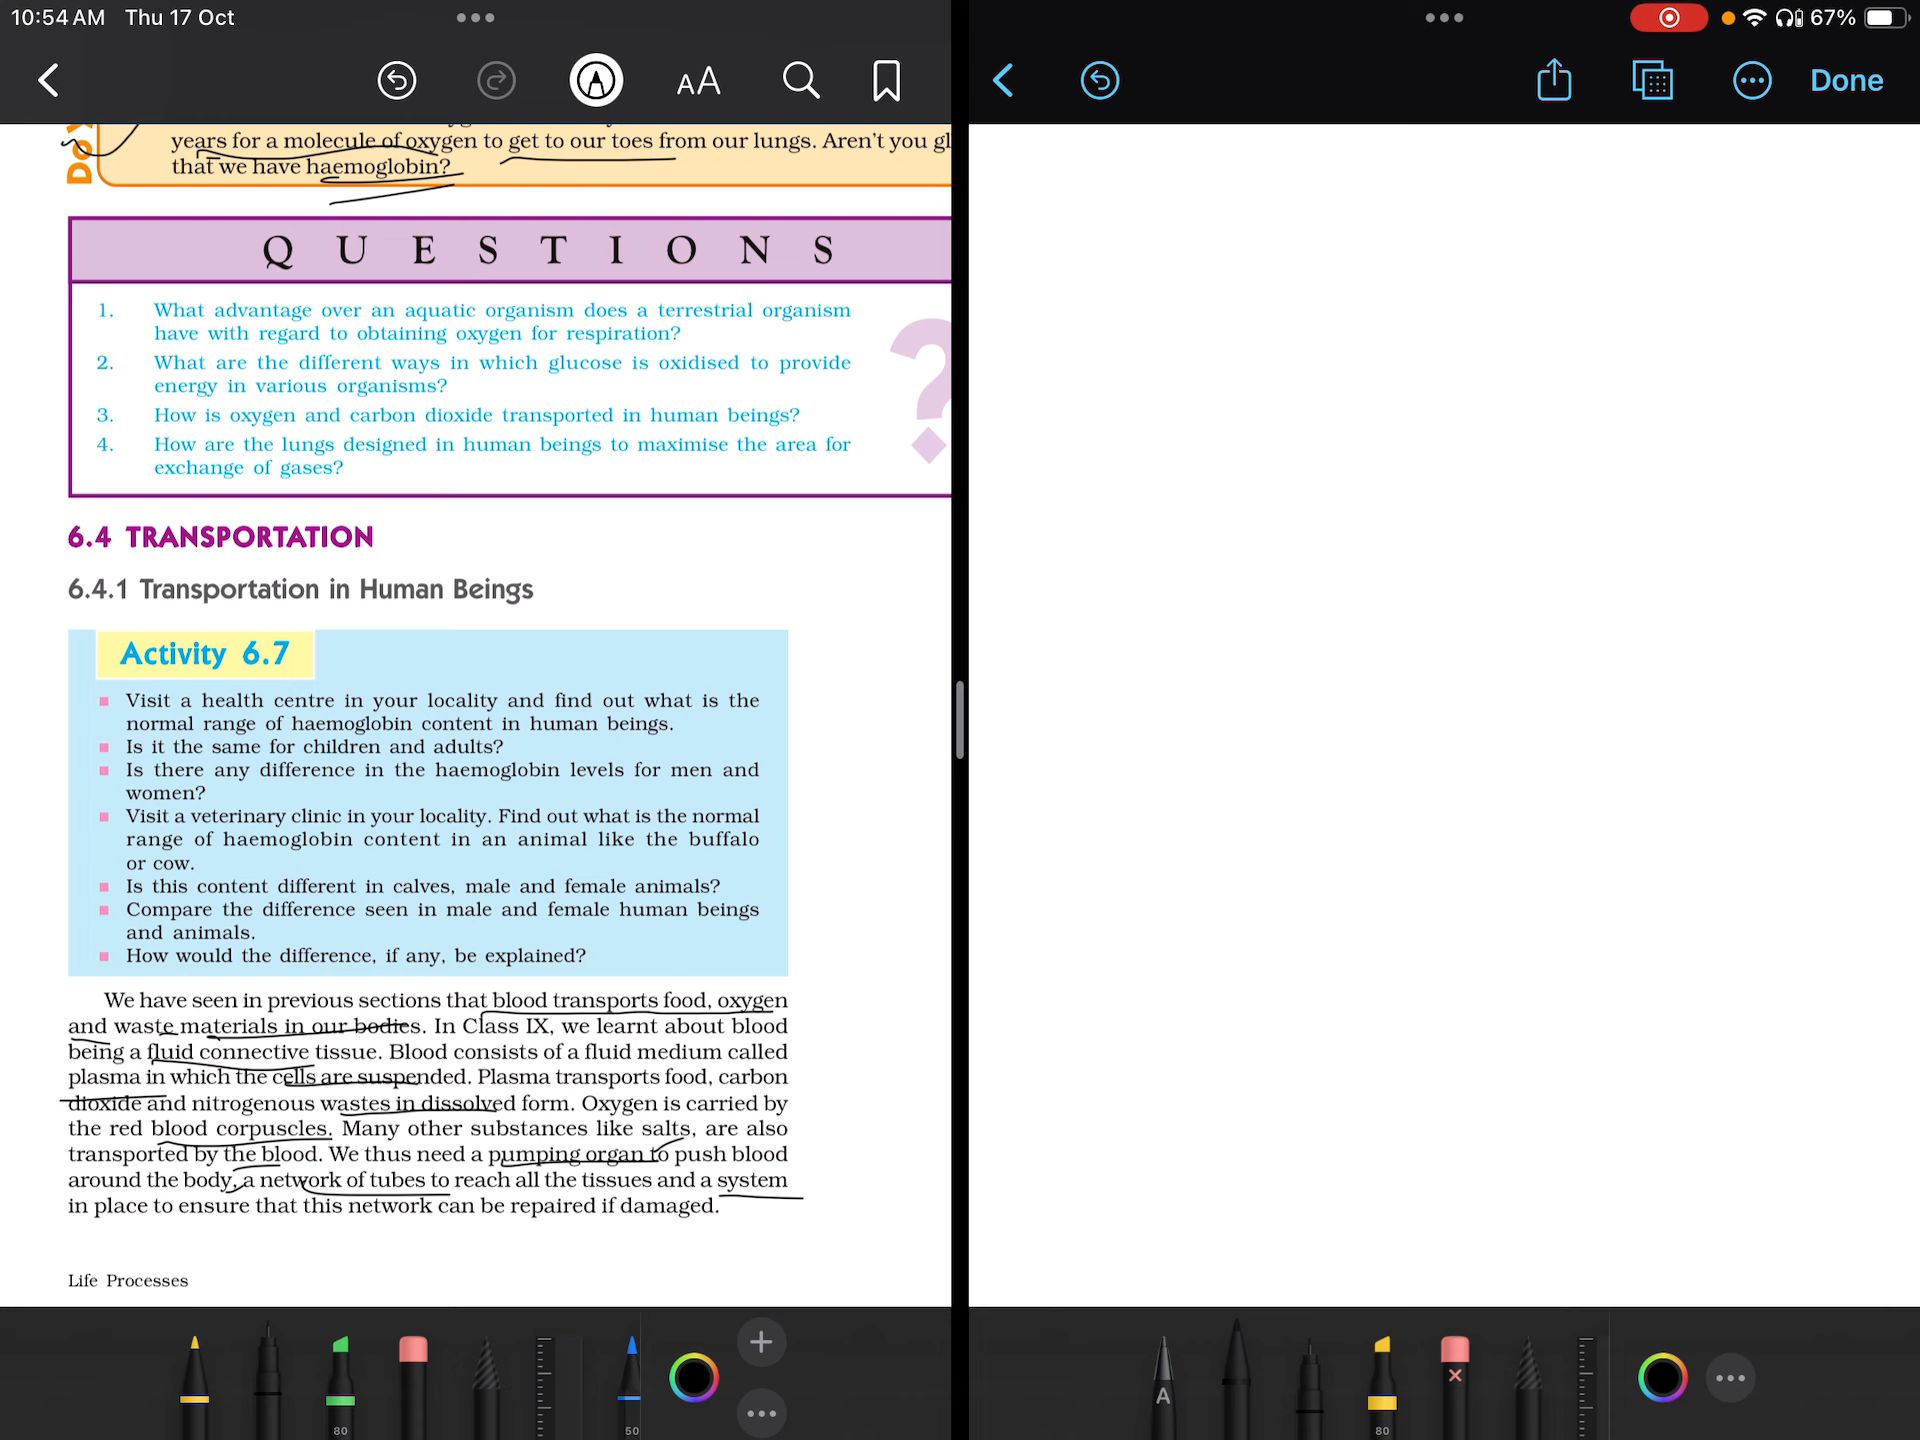 10:54 AM Thu 17 Oct
67%
AA
Done
years for a molecule of oxygen to get to our toes from our lungs. Aren't you gl
that we have haemoglobin?
Do
QUESTIONS
1. What advantage over an aquatic organism does a terrestrial organism
have with regard to obtaining oxygen for respiration?
2. What are the different ways in which glucose is oxidised to provide
energy in various organisms?
3. How is oxygen and carbon dioxide transported in human beings?
4. How are the lungs designed in human beings to maximise the area for
exchange of gases?
?
6.4 TRANSPORTATION
6.4.1 Transportation in Human Beings
Activity 6.7
Visit a health centre in your locality and find out what is the
normal range of haemoglobin content in human beings.
Is it the same for children and adults?
Is there any difference in the haemoglobin levels for men and
women?
Visit a veterinary clinic in your locality. Find out what is the normal
range of haemoglobin content in an animal like the buffalo
or cow.
Is this content different in calves, male and female animals?
Compare the difference seen in male and female human beings
and animals.
How would the difference, if any, be explained?
We have seen in previous sections that blood transports food, oxygen
and waste materials in our bodies. In Class IX, we learnt about blood
being a fluid connective tissue. Blood consists of a fluid medium called
plasma in which the cells are suspended. Plasma transports food, carbon
dioxide and nitrogenous wastes in dissolved form. Oxygen is carried by
the red blood corpuscles. Many other substances like salts, are also
transported by the blood. We thus need a pumping organ to push blood
around the body, a network of tubes to reach all the tissues and a system
in place to ensure that this network can be repaired if damaged.
Life Processes
80
50
A
80